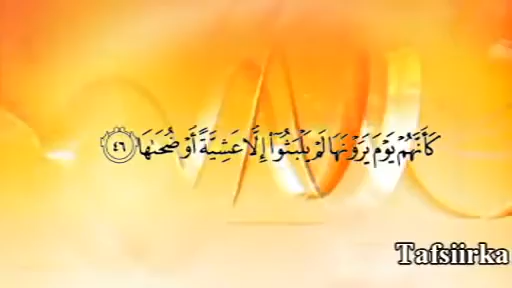 كَأَنَّهُمْ يَوْمَ يَرَوْنَهَا لَمْ يَلْبَثُوٓا۟ إِلَّا عَشِيَّةً أَوْ ضُحَىٰهَا ﴿٤٦﴾
Tafsiirka